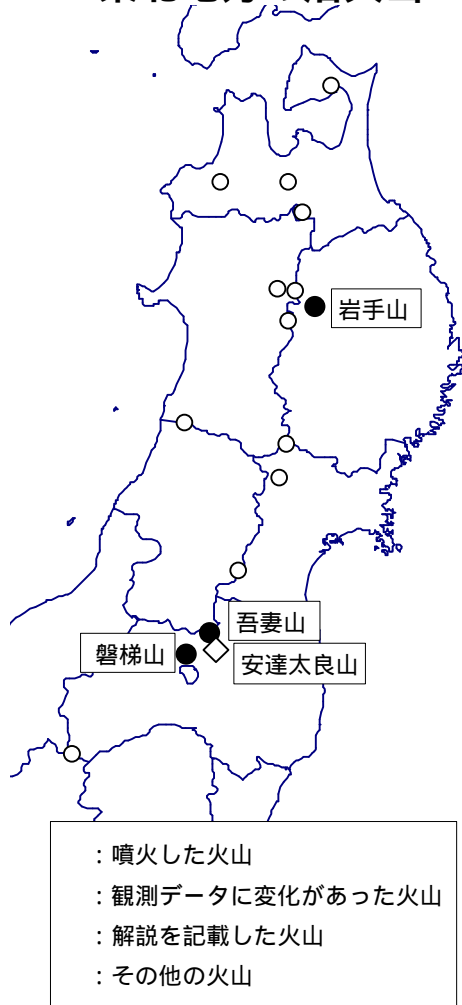 岩手山
吾妻山
磐梯山
安達太良山
：噴火した火山
：観測データに変化があった火山
：解説を記載した火山
：その他の火山